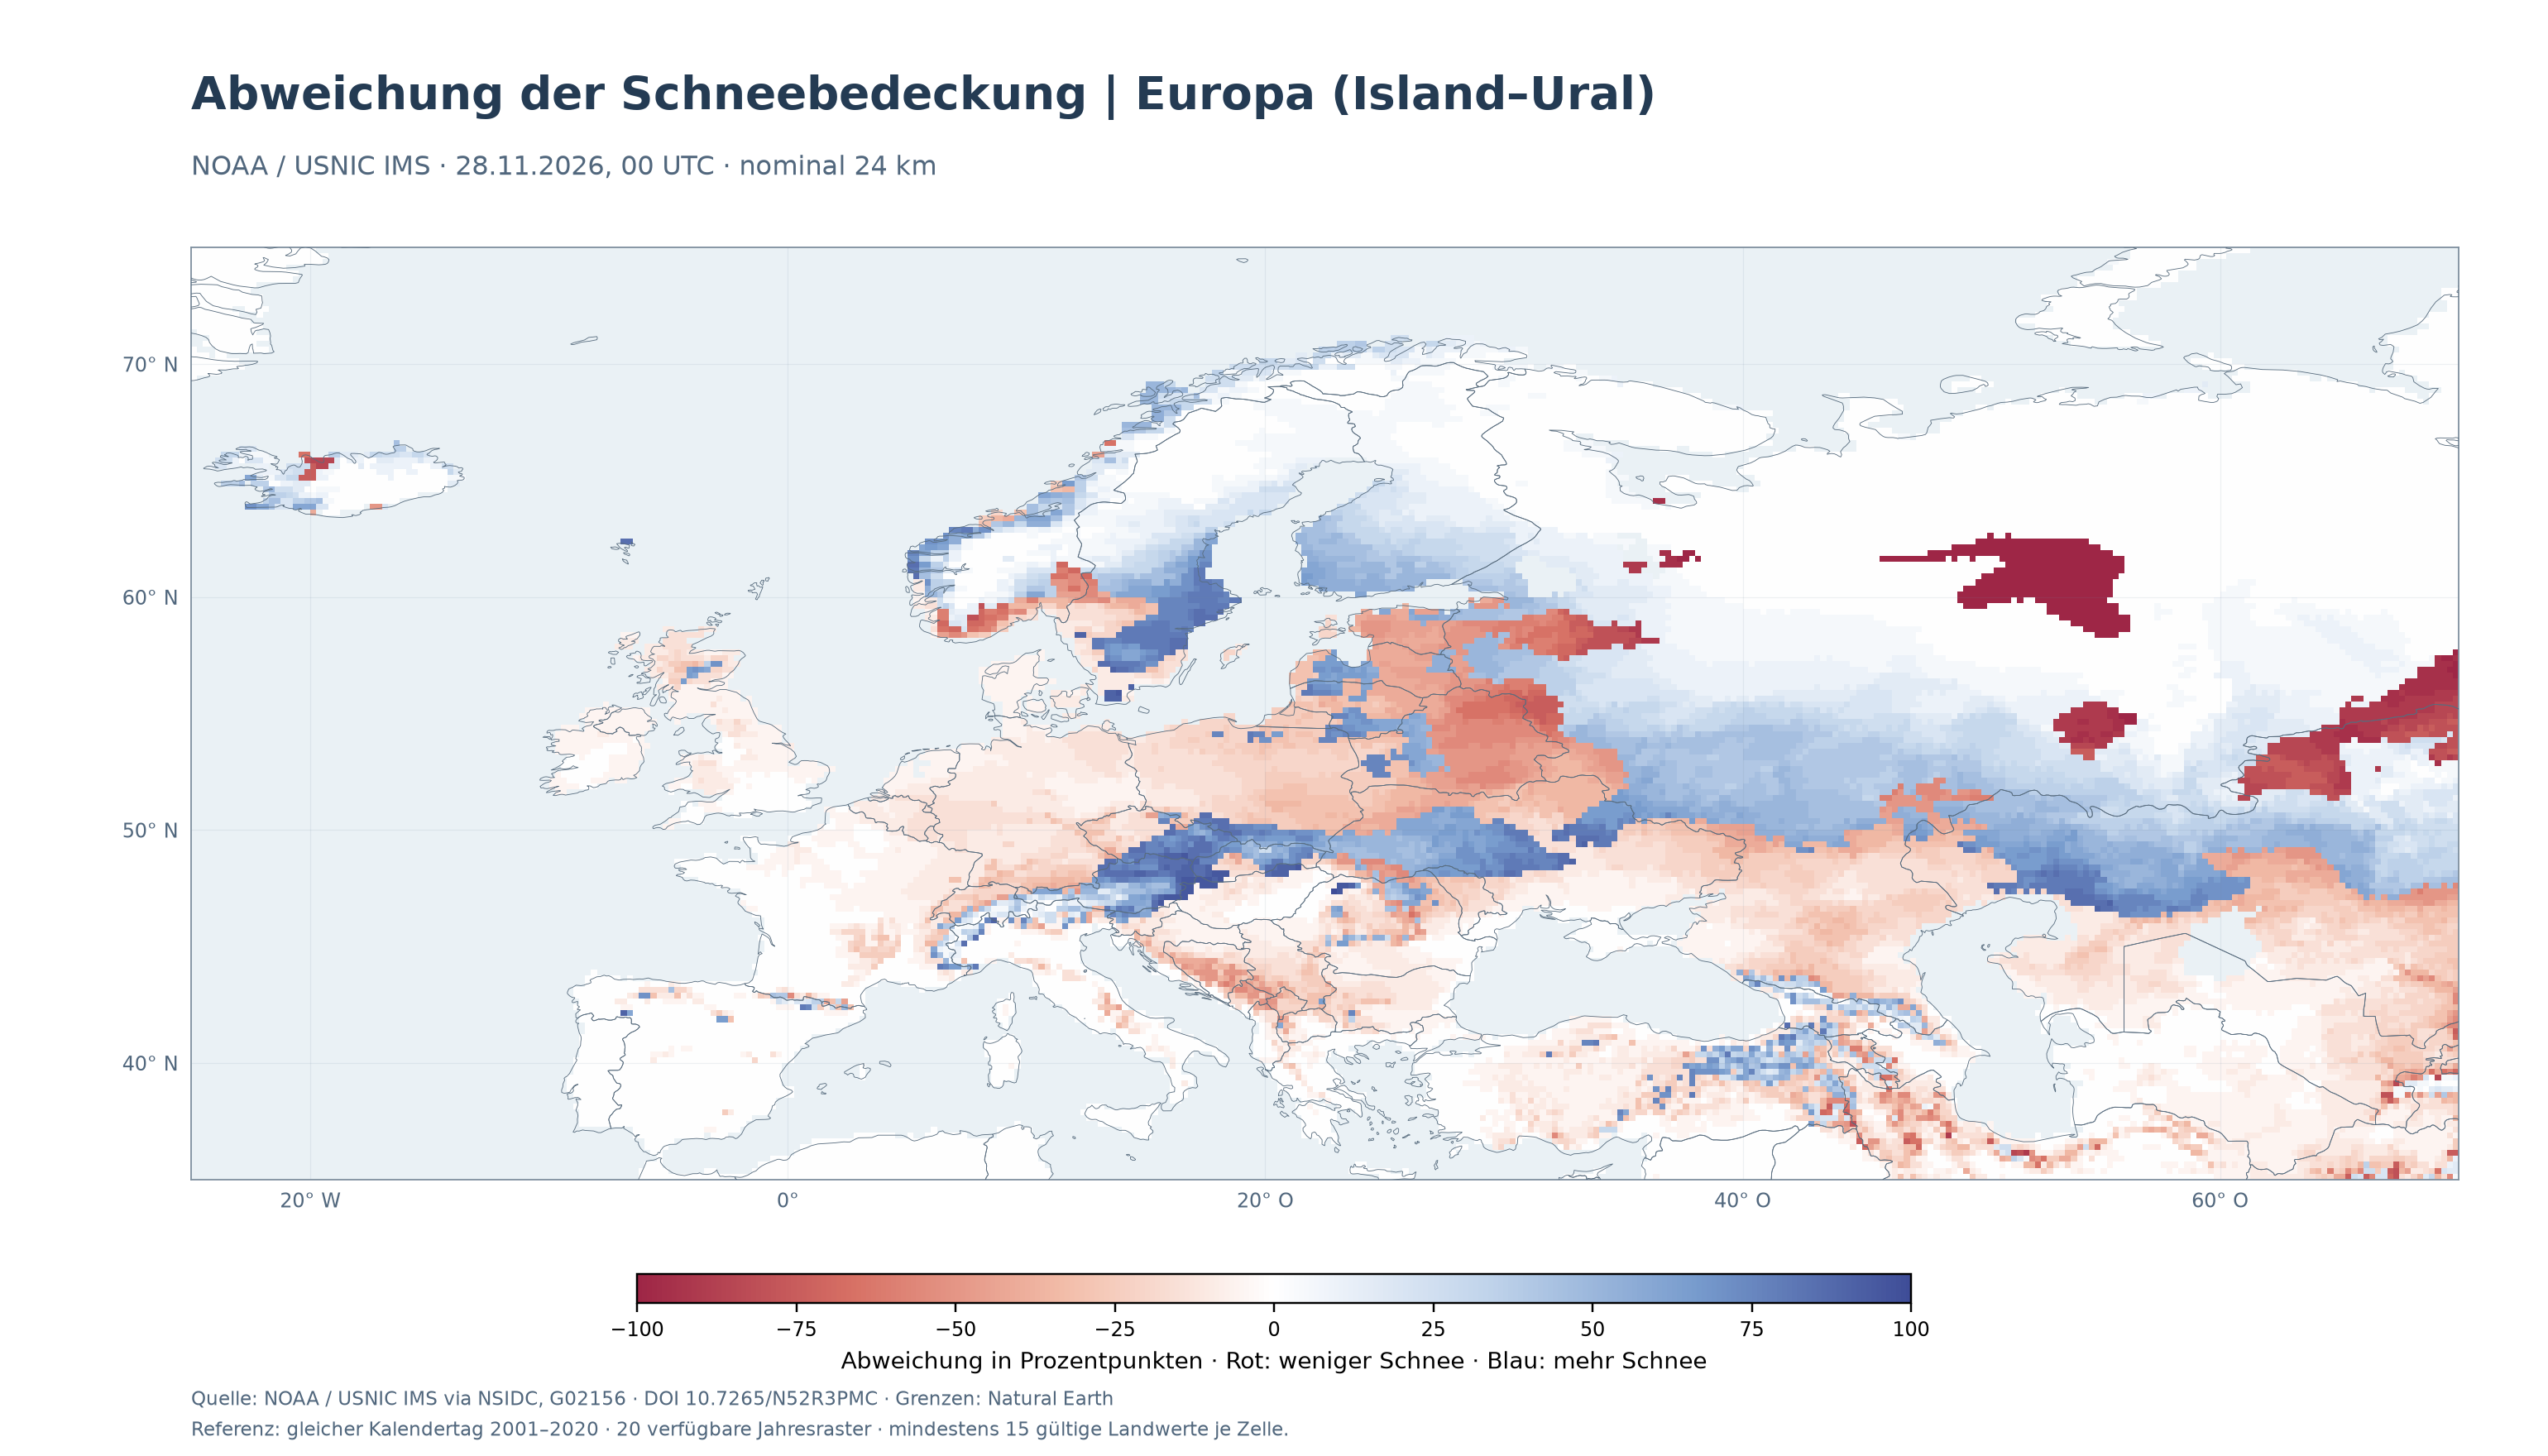 Abweichung der Schneebedeckung | Europa (Island–Ural)
NOAA / USNIC IMS · 28.11.2026, 00 UTC · nominal 24 km
70° N
60° N
50° N
40° N
20° W 0° 20° O 40° O 60° O
−100 −75 −50 −25 0 25 50 75 100
Abweichung in Prozentpunkten · Rot: weniger Schnee · Blau: mehr Schnee
Quelle: NOAA / USNIC IMS via NSIDC, G02156 · DOI 10.7265/N52R3PMC · Grenzen: Natural Earth
Referenz: gleicher Kalendertag 2001–2020 · 20 verfügbare Jahresraster · mindestens 15 gültige Landwerte je Zelle.